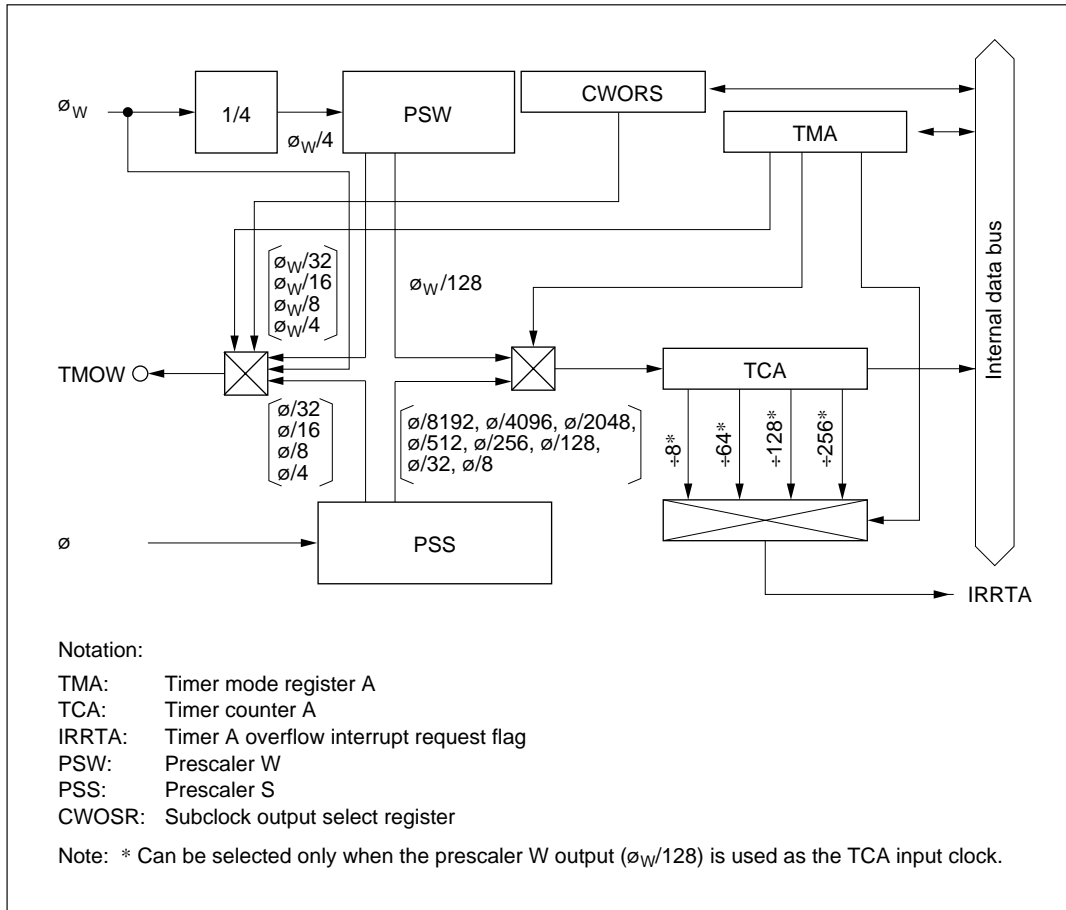 øW
1/4
øW/4
PSW
CWORS
TMA
Internal data bus
øW/32
øW/16
øW/8
øW/4
øW/128
TMOW
TCA
ø/32
ø/16
ø/8
ø/4
ø/8192, ø/4096, ø/2048,
ø/512, ø/256, ø/128,
ø/32, ø/8
÷8*
÷64*
÷128*
÷256*
ø
PSS
IRRTA
Notation:
TMA: Timer mode register A
TCA: Timer counter A
IRRTA: Timer A overflow interrupt request flag
PSW: Prescaler W
PSS: Prescaler S
CWOSR: Subclock output select register
Note: * Can be selected only when the prescaler W output (øW/128) is used as the TCA input clock.